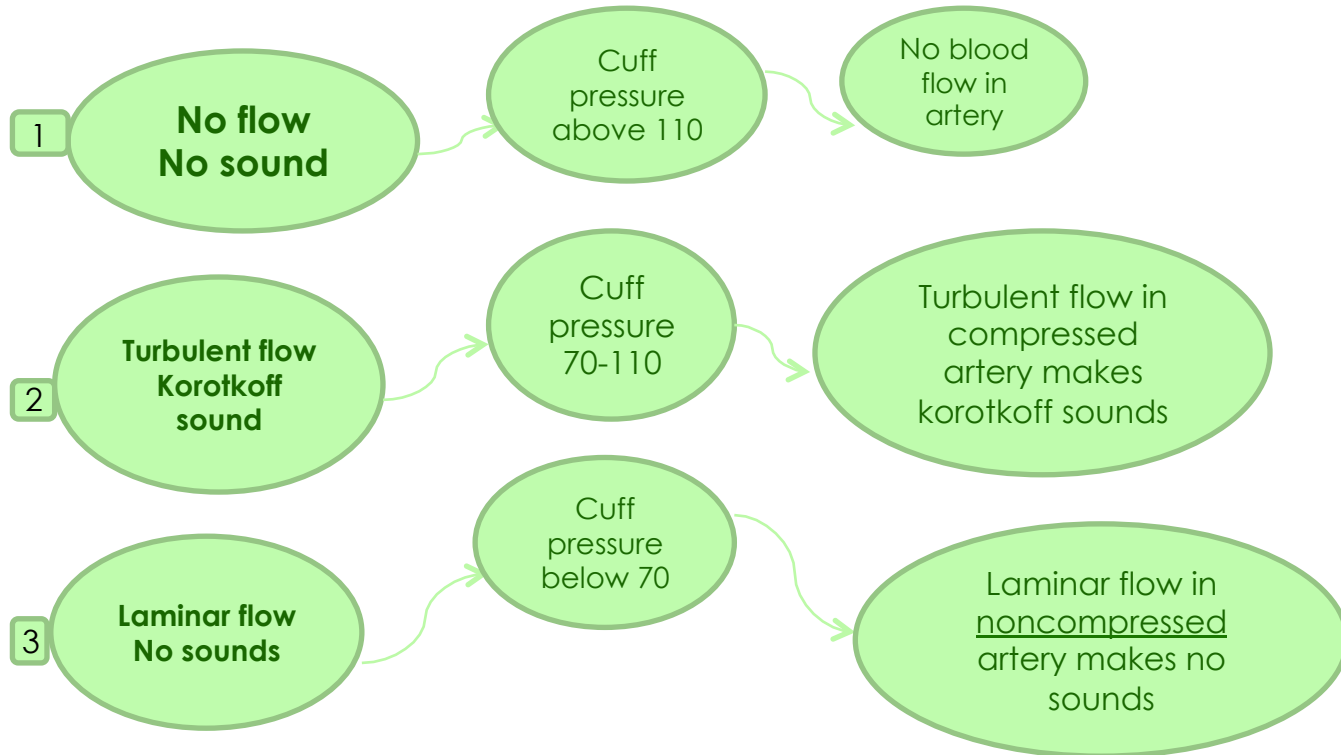 1
No flow
No sound
Cuff
pressure
above 110
No blood
flow in
artery
2
Turbulent flow
Korotkoff
sound
Cuff
pressure
70-110
Turbulent flow in
compressed
artery makes
korotkoff sounds
3
Laminar flow
No sounds
Cuff
pressure
below 70
Laminar flow in
noncompressed
artery makes no
sounds